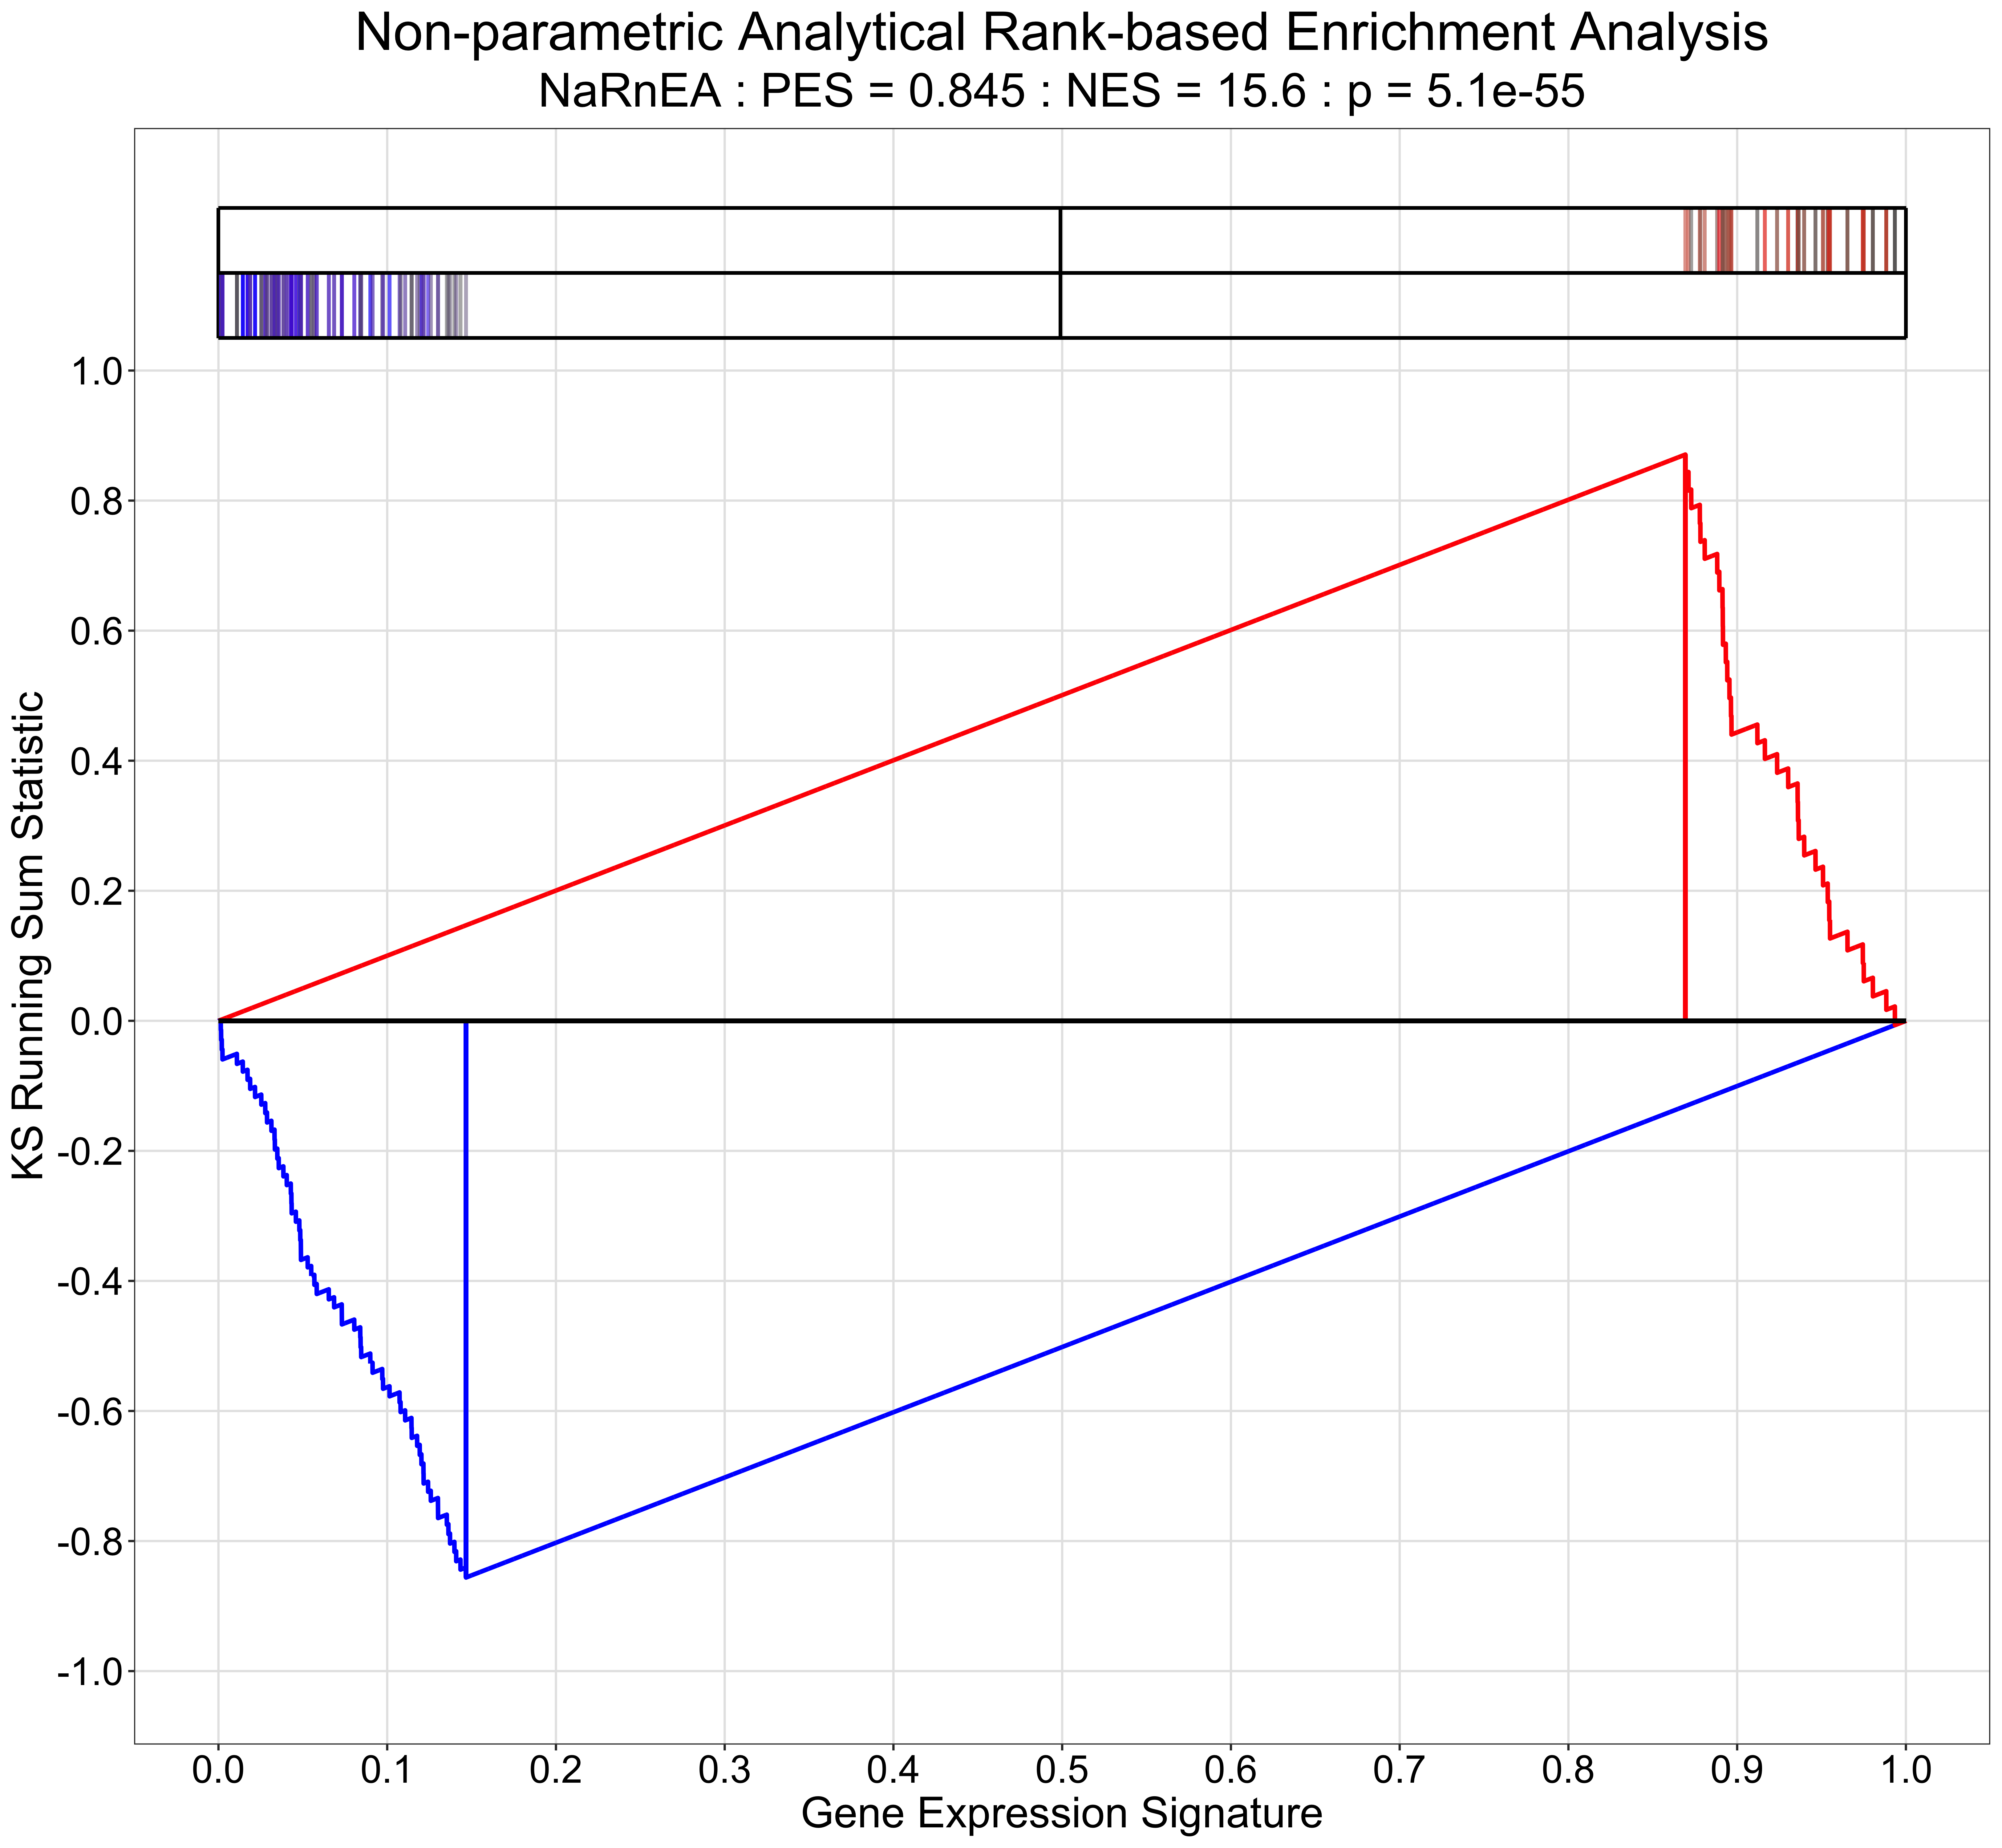 Non-parametric Analytical Rank-based Enrichment Analysis
NaRnEA : PES = 0.845 : NES = 15.6 : p = 5.1e-55
1.0
0.8
0.6
0.4
0.2
0.0
-0.2
-0.4
-0.6
-0.8
-1.0
KS Running Sum Statistic
0.0 0.1 0.2 0.3 0.4 0.5 0.6 0.7 0.8 0.9 1.0
Gene Expression Signature